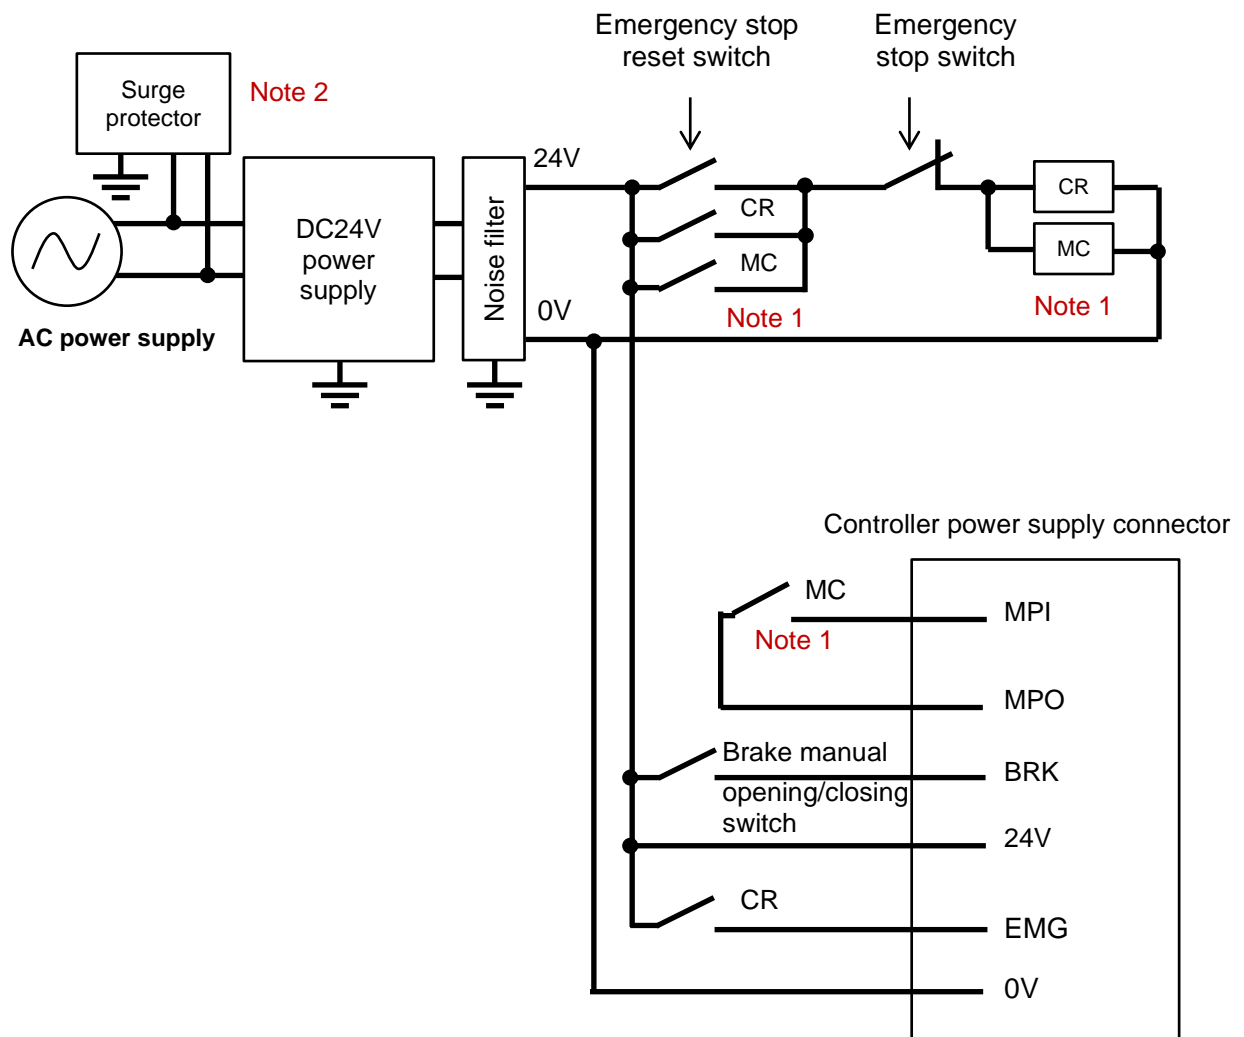 Emergency stop
reset switch
Emergency
stop switch
Surge
protector
Note 2
24V
CR
DC24V
power
supply
Noise filter
CR
MC
MC
0V
Note 1
Note 1
AC power supply
Controller power supply connector
MC
MPI
Note 1
MPO
Brake manual
opening/closing
switch
BRK
24V
CR
EMG
0V